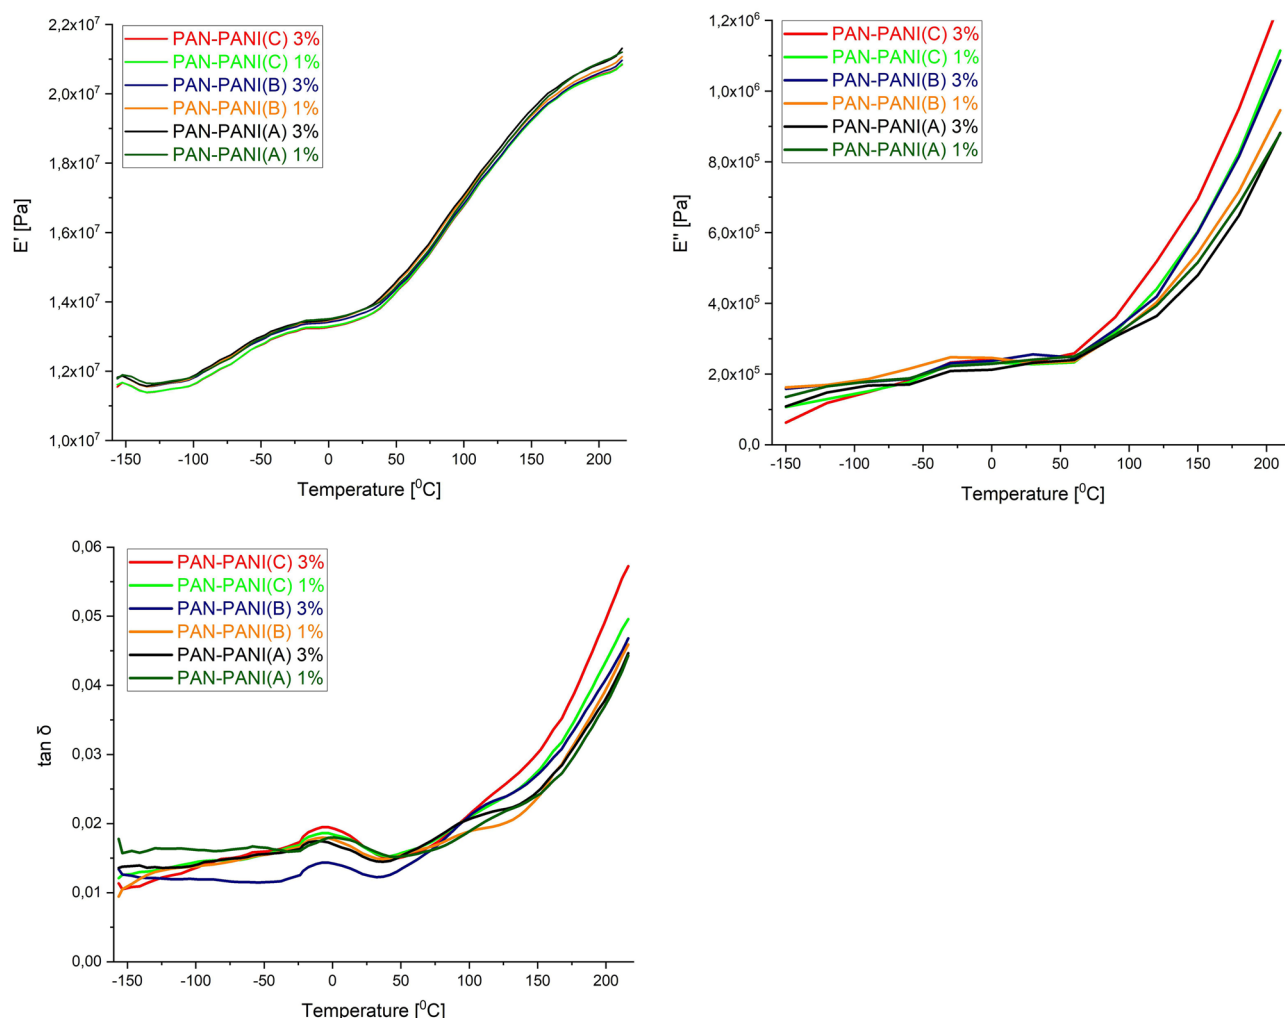 2,2x10⁷
2,0x10⁷
1,8x10⁷
1,6x10⁷
1,4x10⁷
1,2x10⁷
1,0x10⁷
E' [Pa]
PAN-PANI(C) 3%
PAN-PANI(C) 1%
PAN-PANI(B) 3%
PAN-PANI(B) 1%
PAN-PANI(A) 3%
PAN-PANI(A) 1%
-150 -100 -50 0 50 100 150 200
Temperature [⁰C]
1,2x10⁶
1,0x10⁶
8,0x10⁵
6,0x10⁵
4,0x10⁵
2,0x10⁵
0,0
E'' [Pa]
PAN-PANI(C) 3%
PAN-PANI(C) 1%
PAN-PANI(B) 3%
PAN-PANI(B) 1%
PAN-PANI(A) 3%
PAN-PANI(A) 1%
-150 -100 -50 0 50 100 150 200
Temperature [⁰C]
0,06
0,05
0,04
0,03
0,02
0,01
0,00
tan δ
PAN-PANI(C) 3%
PAN-PANI(C) 1%
PAN-PANI(B) 3%
PAN-PANI(B) 1%
PAN-PANI(A) 3%
PAN-PANI(A) 1%
-150 -100 -50 0 50 100 150 200
Temperature [⁰C]